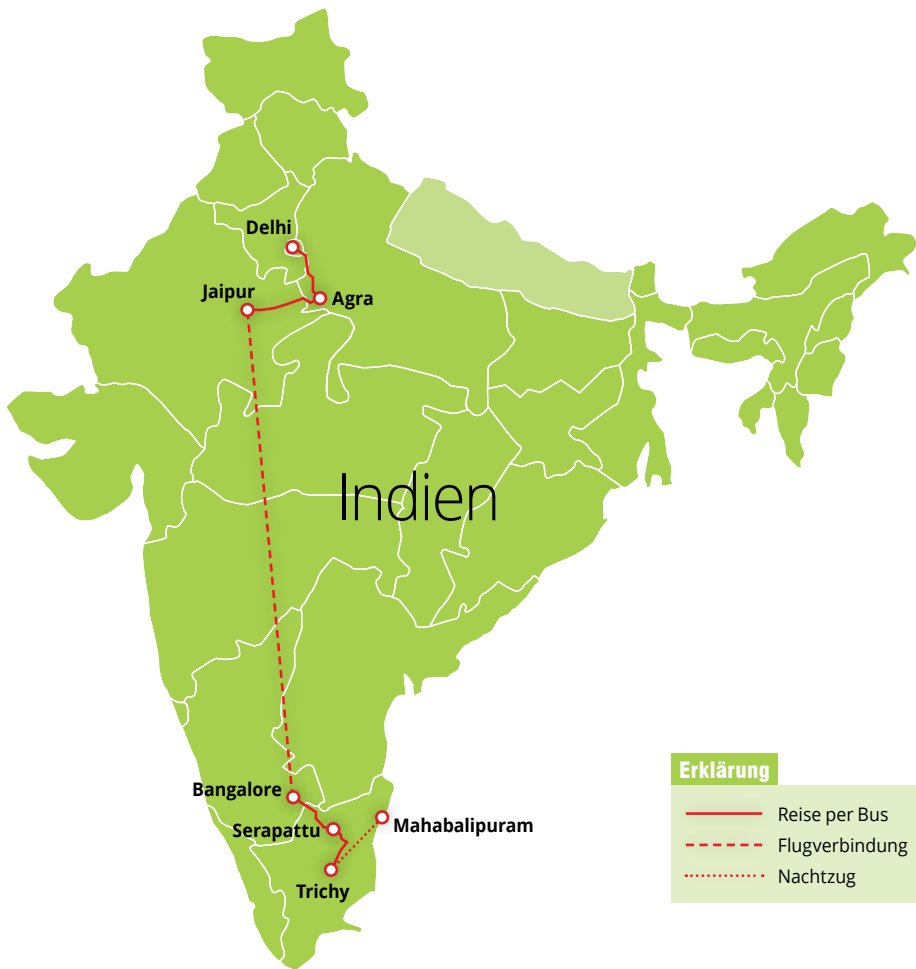 Delhi
Jaipur
Agra
Indien
Bangalore
Serapattu
Mahabalipuram
Trichy
Erklärung
Reise per Bus
Flugverbindung
Nachtzug